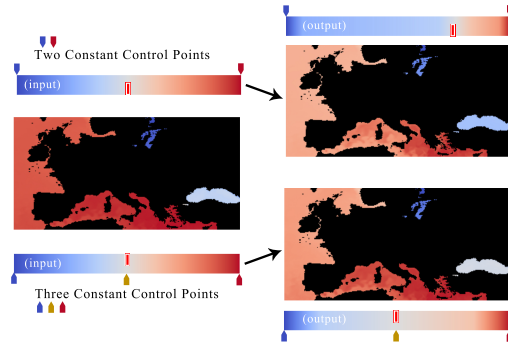 (output)
Two Constant Control Points
(input)
(input)
Three Constant Control Points
(output)